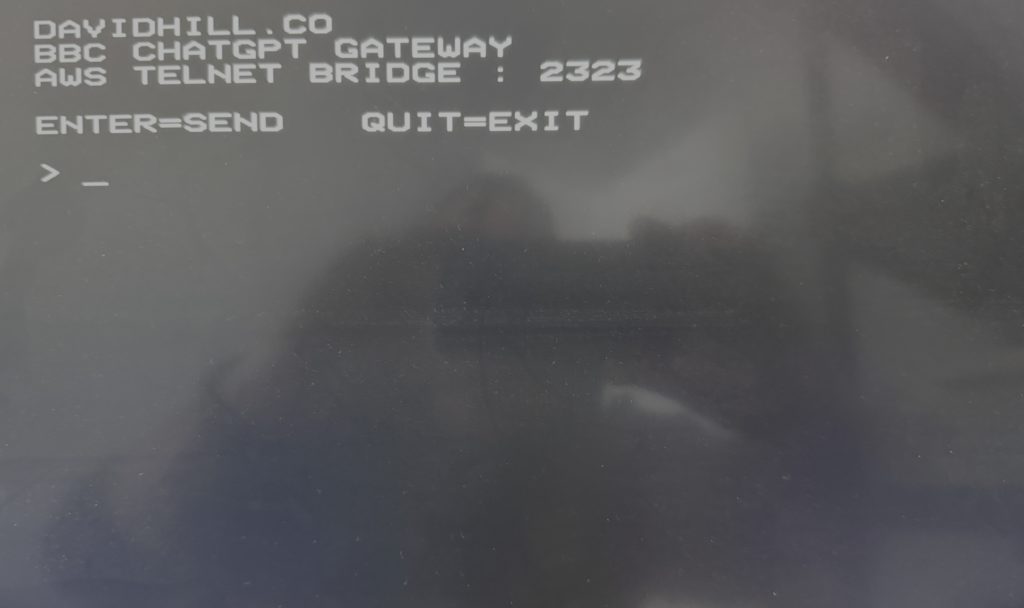 DAVIDHILL.CO
BBC CHATGPT GATEWAY
AWS TELNET BRIDGE : 2323
ENTER=SEND QUIT=EXIT
> _